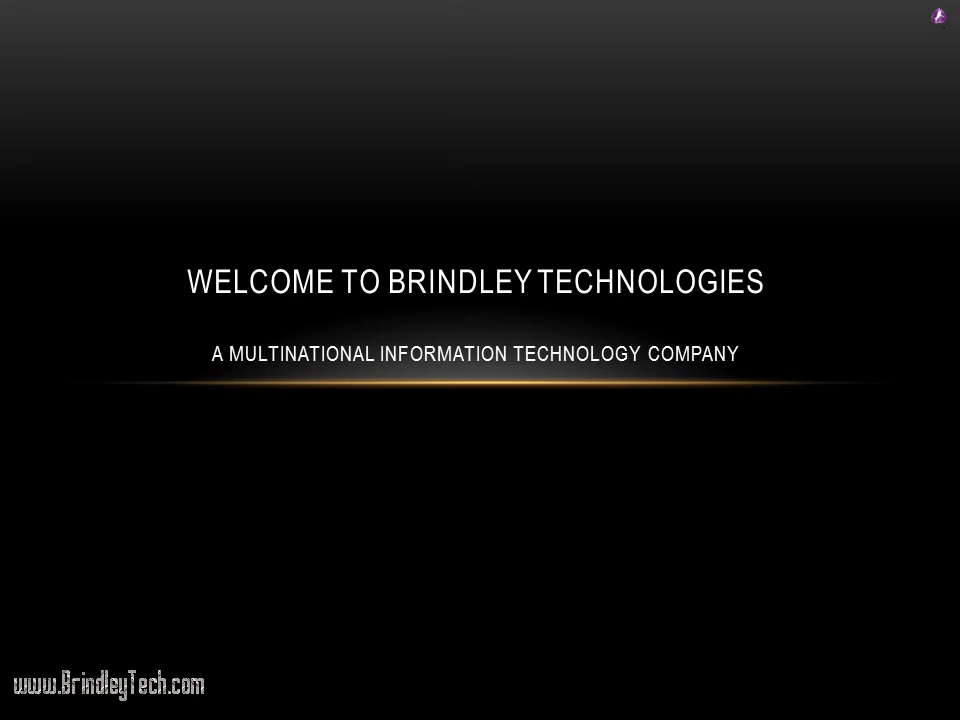 WELCOME TO BRINDLEY TECHNOLOGIES
A MULTINATIONAL INFORMATION TECHNOLOGY COMPANY
www.BrindleyTech.com